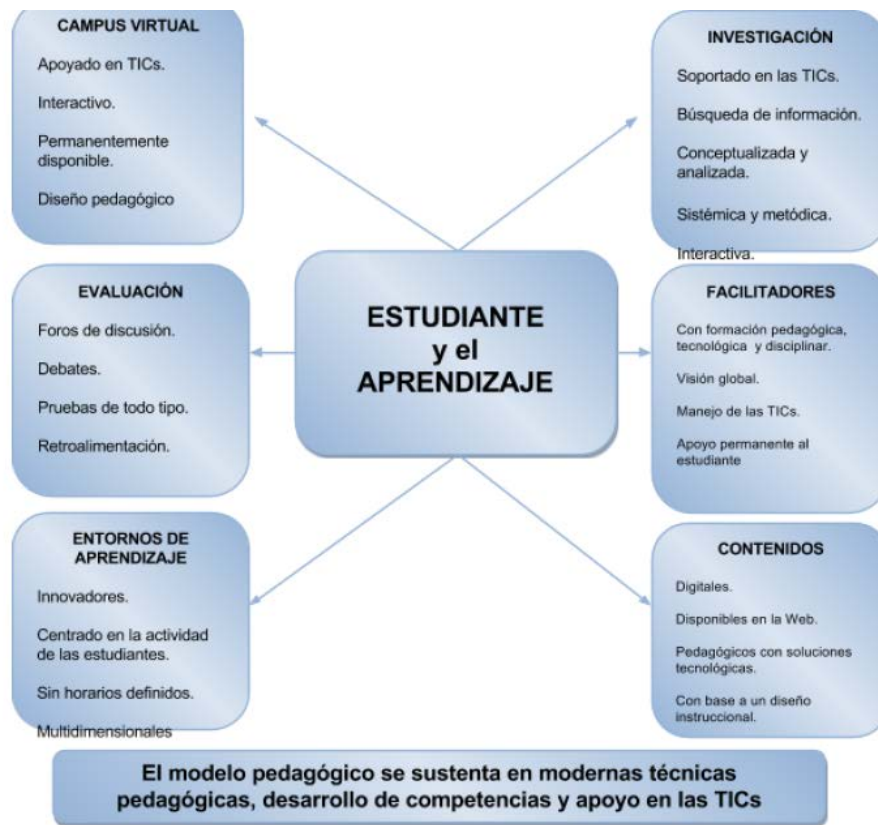 CAMPUS VIRTUAL
Apoyado en TICs.
Interactivo.
Permanentemente
disponible.
Diseño pedagógico
INVESTIGACIÓN
Soportado en las TICs.
Búsqueda de información.
Conceptualizada y
analizada.
Sistémica y metódica.
Interactiva.
ESTUDIANTE
y el
APRENDIZAJE
EVALUACIÓN
Foros de discusión.
Debates.
Pruebas de todo tipo.
Retroalimentación.
FACILITADORES
Con formación pedagógica,
tecnológica y disciplinar.
Visión global.
Manejo de las TICs.
Apoyo permanente al
estudiante
ENTORNOS DE
APRENDIZAJE
Innovadores.
Centrado en la actividad
de las estudiantes.
Sin horarios definidos.
Multidimensionales
CONTENIDOS
Digitales.
Disponibles en la Web.
Pedagógicos con soluciones
tecnológicas.
Con base a un diseño
instruccional.
El modelo pedagógico se sustenta en modernas técnicas
pedagógicas, desarrollo de competencias y apoyo en las TICs